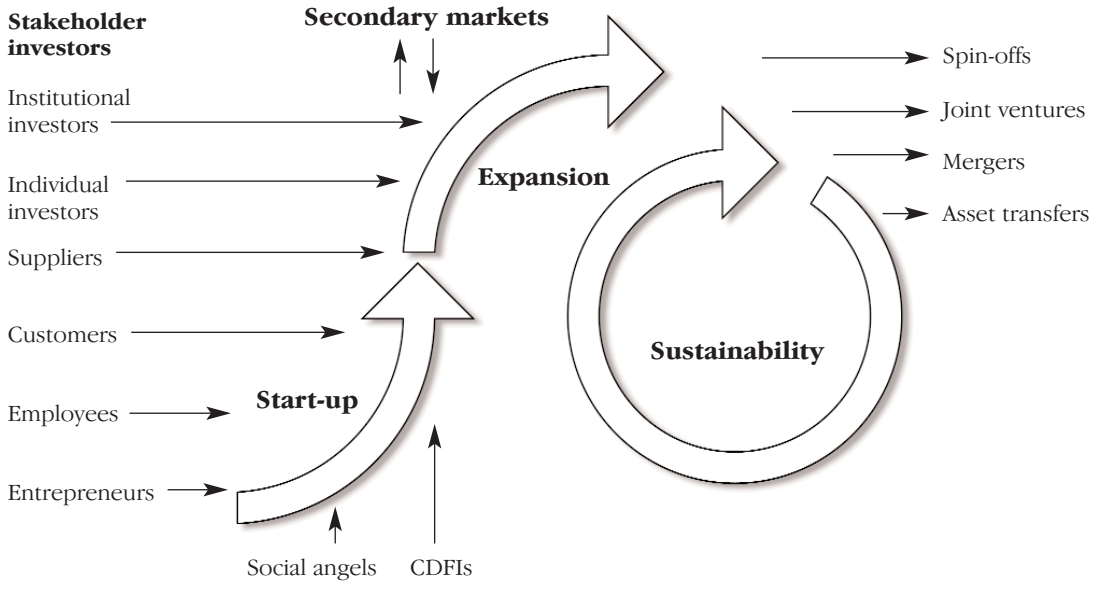 Stakeholder
investors
Secondary markets
Institutional
investors
Individual
investors
Suppliers
Customers
Employees
Entrepreneurs
Expansion
Start-up
Sustainability
Social angels
CDFIs
Spin-offs
Joint ventures
Mergers
Asset transfers